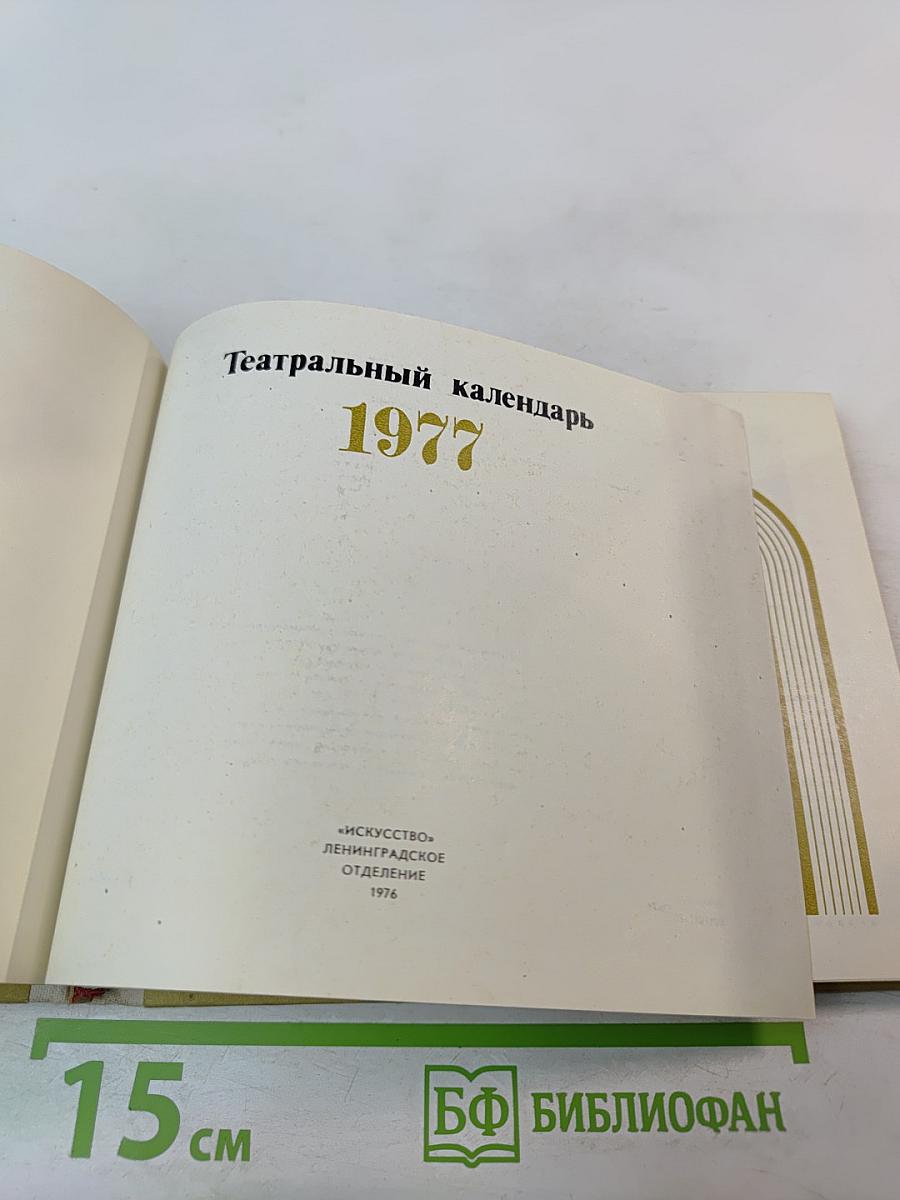 Театральный календарь
1977
«ИСКУССТВО»
ЛЕНИНГРАДСКОЕ
ОТДЕЛЕНИЕ
1976
15 см
БФ БИБЛИОФАН